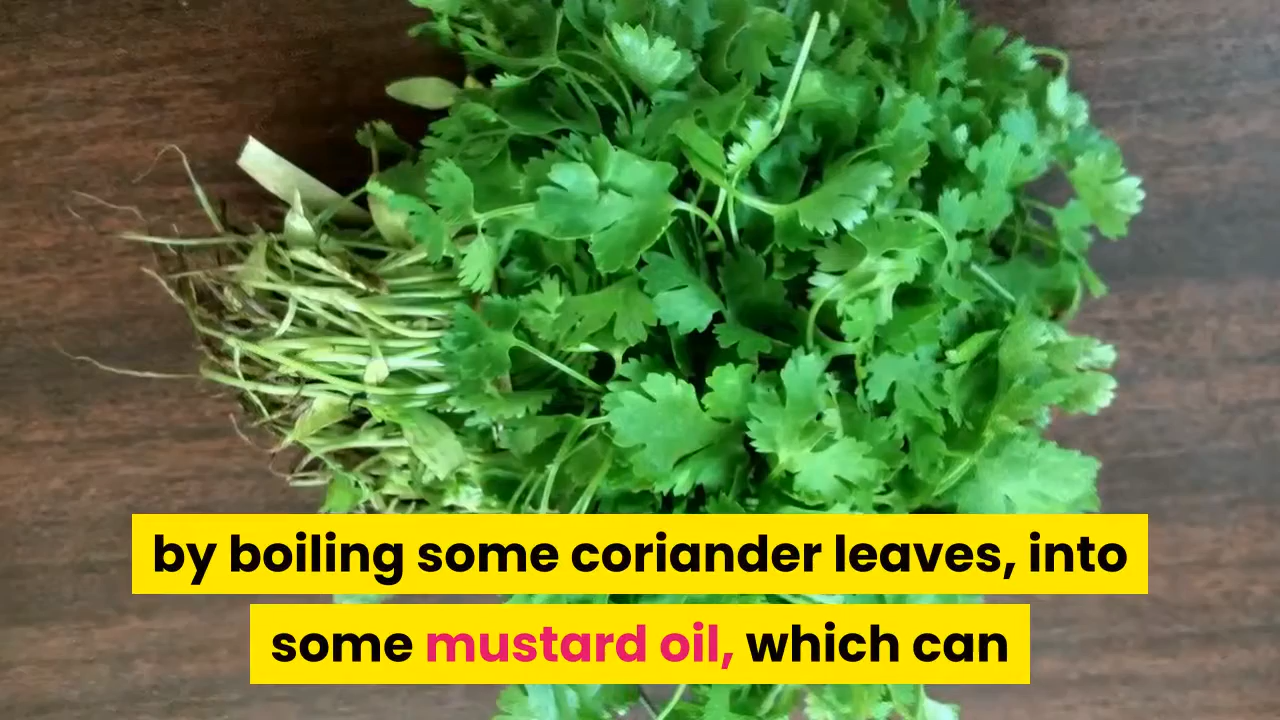 by boiling some coriander leaves, into
some mustard oil, which can